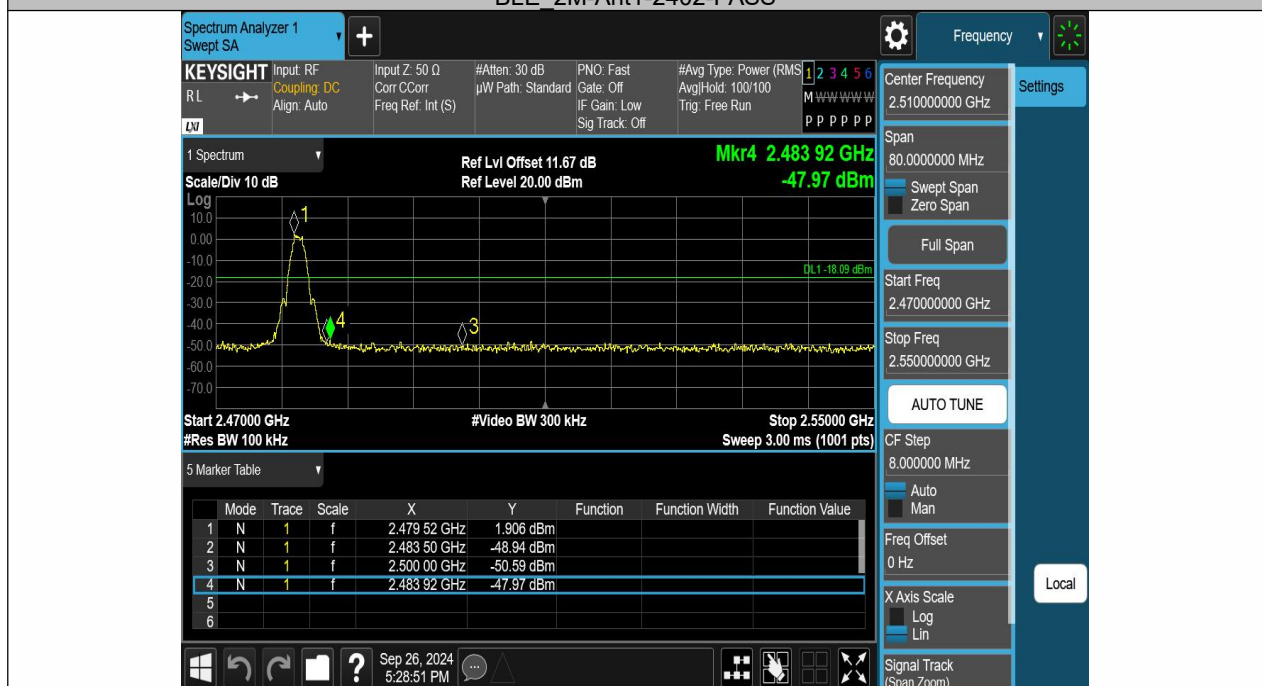 BLE_2M-Ant1-2402-PASS
Spectrum Analyzer 1
Swept SA
+
Frequency
KEYSIGHT
RL
LXI
Input: RF
Coupling: DC
Align: Auto
Input Z: 50 Ω
Corr CCorr
Freq Ref: Int (S)
#Atten: 30 dB
µW Path: Standard
PNO: Fast
Gate: Off
IF Gain: Low
Sig Track: Off
#Avg Type: Power (RMS
Avg|Hold: 100/100
Trig: Free Run
1 2 3 4 5 6
M W W W W W
P P P P P P
1 Spectrum
Scale/Div 10 dB
Ref Lvl Offset 11.67 dB
Ref Level 20.00 dBm
Mkr4 2.483 92 GHz
-47.97 dBm
Log
10.0
0.00
-10.0
-20.0
-30.0
-40.0
-50.0
-60.0
-70.0
1
4
3
DL1 -18.09 dBm
Start 2.47000 GHz
#Video BW 300 kHz
Stop 2.55000 GHz
#Res BW 100 kHz
Sweep 3.00 ms (1001 pts)
5 Marker Table
Mode Trace Scale X Y Function Function Width Function Value
1 N 1 f 2.479 52 GHz 1.906 dBm
2 N 1 f 2.483 50 GHz -48.94 dBm
3 N 1 f 2.500 00 GHz -50.59 dBm
4 N 1 f 2.483 92 GHz -47.97 dBm
5
6
?
Sep 26, 2024
5:28:51 PM
Center Frequency
2.510000000 GHz
Settings
Span
80.0000000 MHz
Swept Span
Zero Span
Full Span
Start Freq
2.470000000 GHz
Stop Freq
2.550000000 GHz
AUTO TUNE
CF Step
8.000000 MHz
Auto
Man
Freq Offset
0 Hz
Local
X Axis Scale
Log
Lin
Signal Track
(Span Zoom)